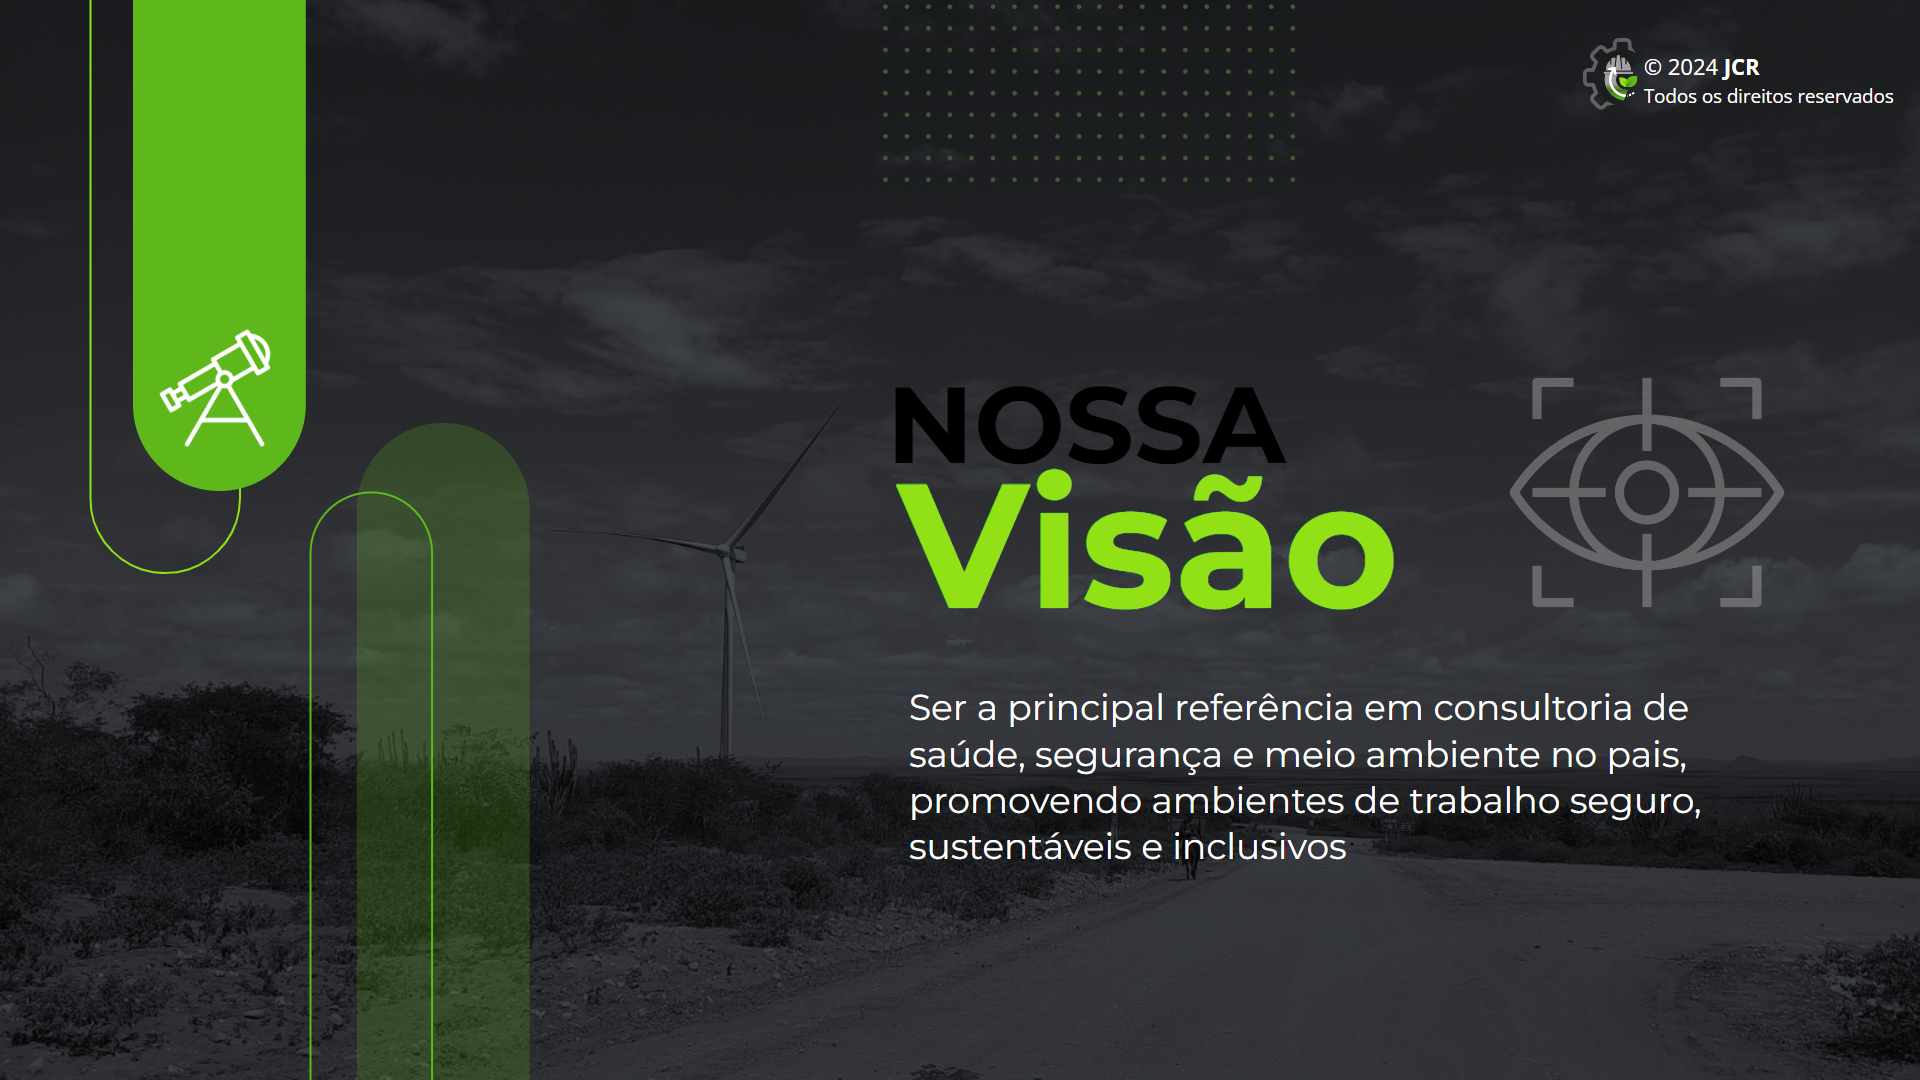 © 2024 JCR
Todos os direitos reservados
NOSSA
Visão
Ser a principal referência em consultoria de
saúde, segurança e meio ambiente no pais,
promovendo ambientes de trabalho seguro,
sustentáveis e inclusivos